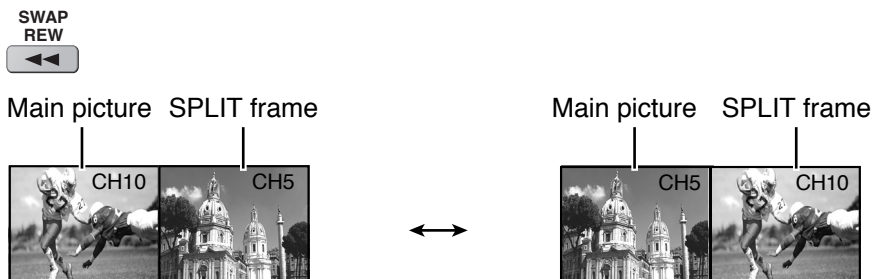 SWAP
REW
Main picture SPLIT frame
Main picture SPLIT frame
CH10
CH5
CH5
CH10